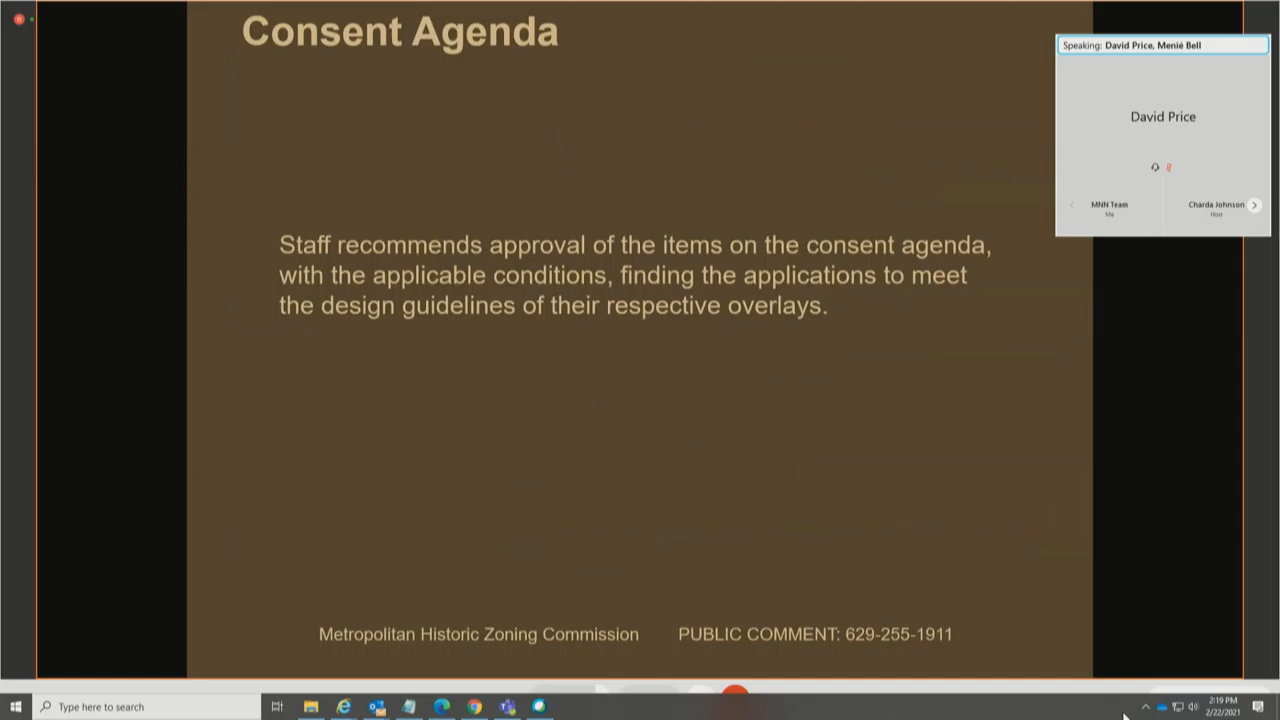 Consent Agenda
Speaking: David Price, Menié Bell
David Price
MNN Team
Me
Charda Johnson
Host
Staff recommends approval of the items on the consent agenda,
with the applicable conditions, finding the applications to meet
the design guidelines of their respective overlays.
Metropolitan Historic Zoning Commission PUBLIC COMMENT: 629-255-1911
Type here to search
2:19 PM
2/22/2021